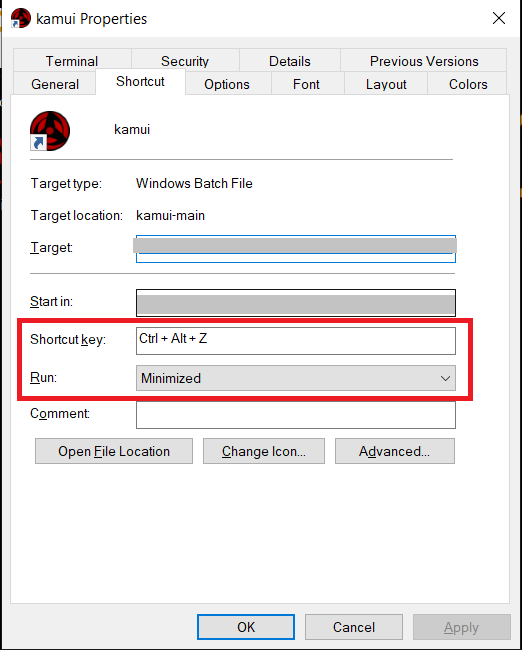 kamui Properties
Terminal Security Details Previous Versions
General Shortcut Options Font Layout Colors
kamui
Target type: Windows Batch File
Target location: kamui-main
Target:
Start in:
Shortcut key: Ctrl + Alt + Z
Run: Minimized
Comment:
Open File Location Change Icon... Advanced...
OK Cancel Apply